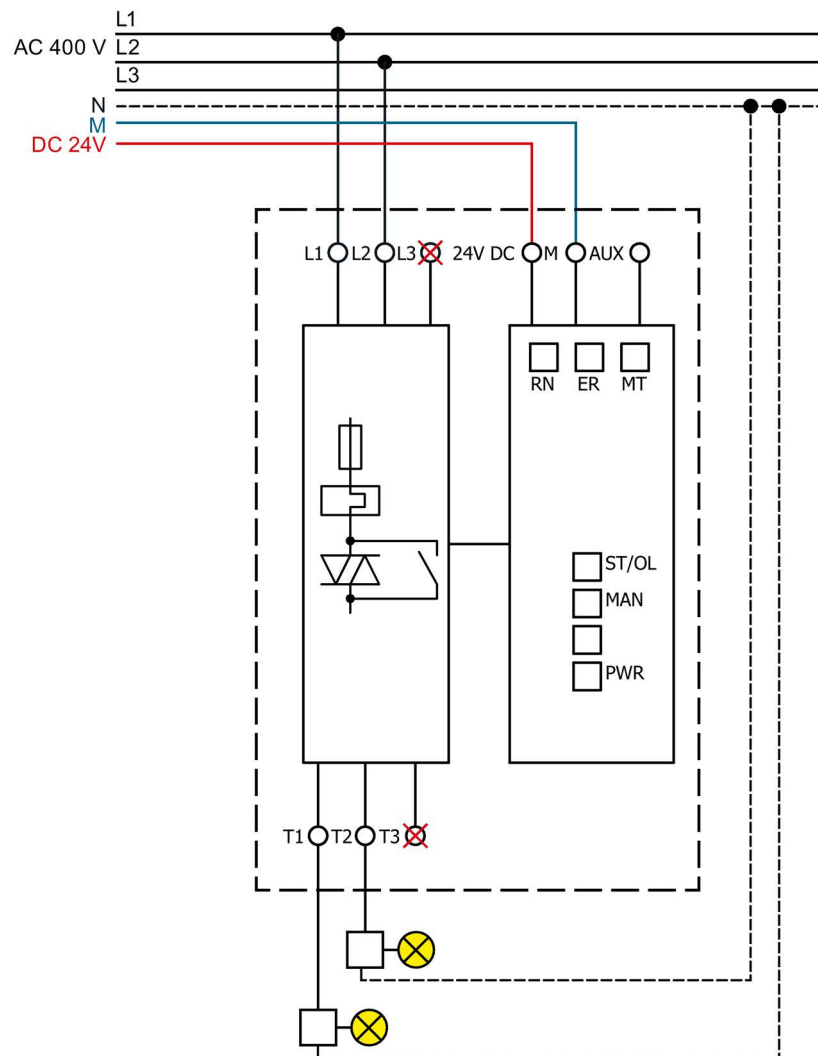 L1
AC 400 V L2
L3
N
M
DC 24V
L1 L2 L3 24V DC M AUX
RN ER MT
ST/OL
MAN
PWR
T1 T2 T3